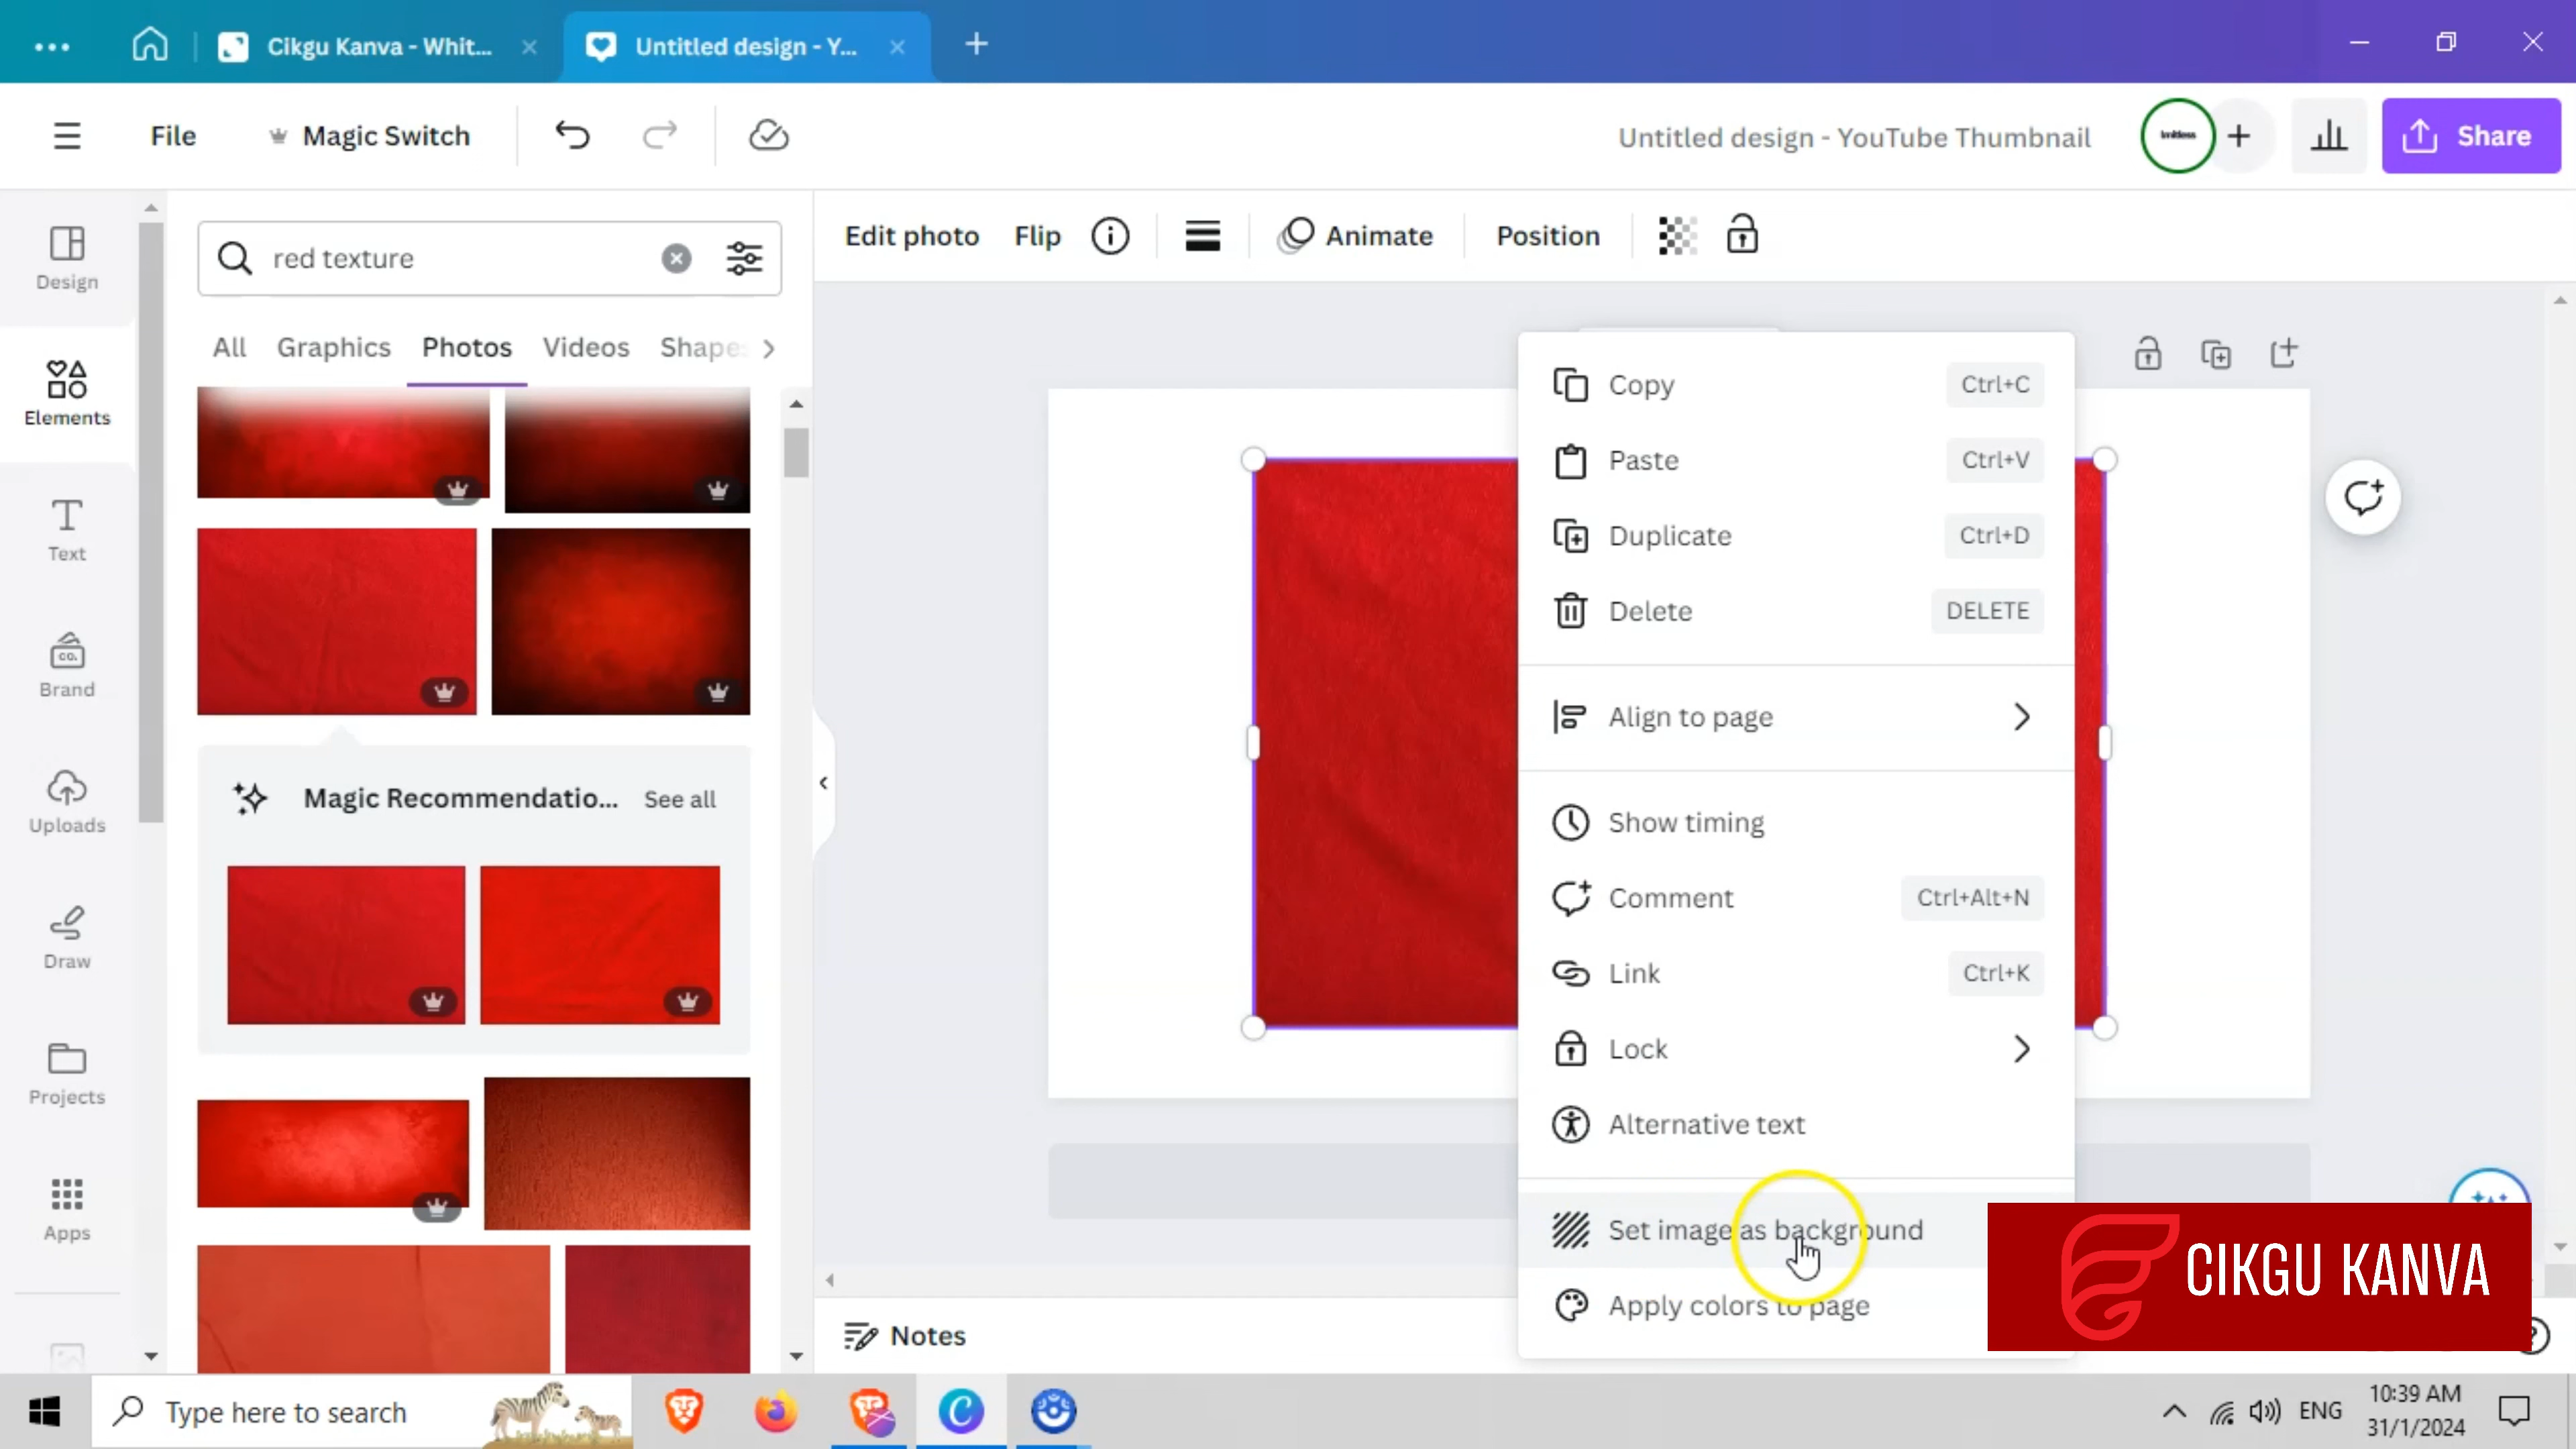 Cikgu Kanva - Whit...
Untitled design - Y...
File
Magic Switch
Untitled design - YouTube Thumbnail
Share
Design
Elements
Text
CO.
Brand
Uploads
Draw
Projects
Apps
red texture
All
Graphics
Photos
Videos
Shapes
Magic Recommendatio...
See all
Edit photo
Flip
Animate
Position
Copy
Ctrl+C
Paste
Ctrl+V
Duplicate
Ctrl+D
Delete
DELETE
Align to page
Show timing
Comment
Ctrl+Alt+N
Link
Ctrl+K
Lock
Alternative text
Set image as background
Apply colors to page
Notes
CIKGU KANVA
Type here to search
ENG
10:39 AM
31/1/2024